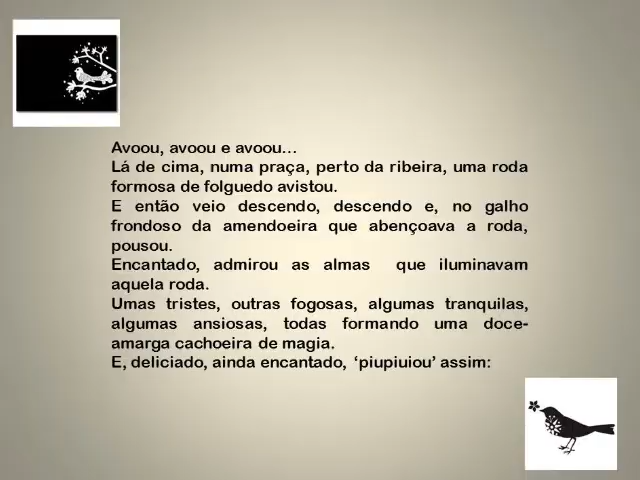 Avoou, avoou e avoou...
Lá de cima, numa praça, perto da ribeira, uma roda
formosa de folguedo avistou.
E então veio descendo, descendo e, no galho
frondoso da amendoeira que abençoava a roda,
pousou.
Encantado, admirou as almas que iluminavam
aquela roda.
Umas tristes, outras fogosas, algumas tranquilas,
algumas ansiosas, todas formando uma doce-
amarga cachoeira de magia.
E, deliciado, ainda encantado, ‘piupiuiou’ assim: